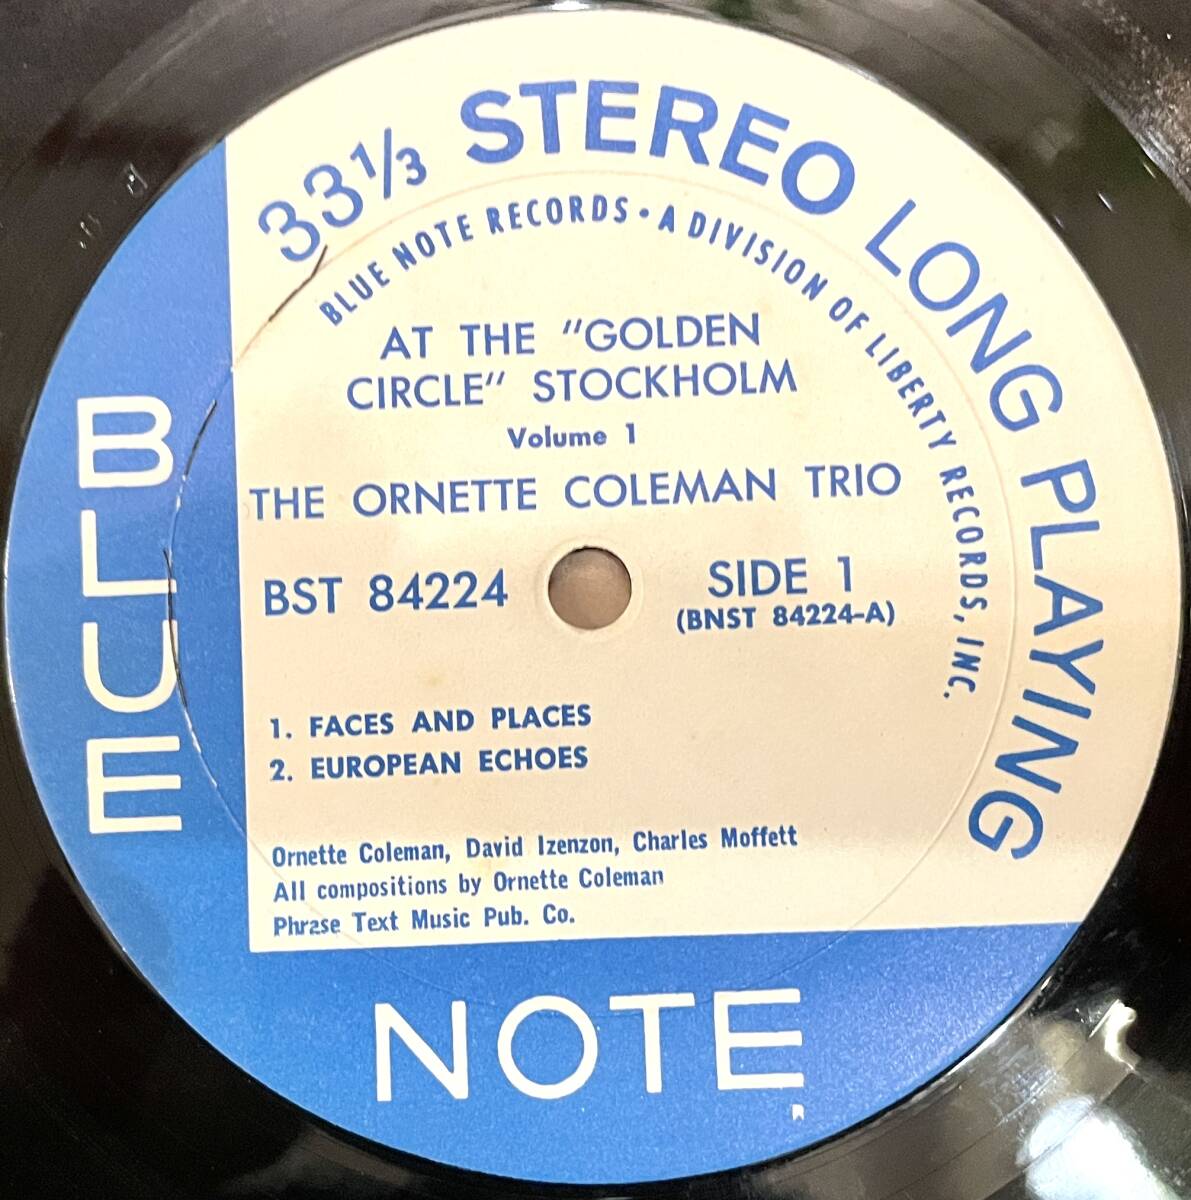 33⅓ STEREO LONG PLAYING
BLUE NOTE RECORDS • A DIVISION OF LIBERTY RECORDS, INC.
AT THE "GOLDEN
CIRCLE" STOCKHOLM
Volume 1
THE ORNETTE COLEMAN TRIO
BST 84224
SIDE 1
(BNST 84224-A)
1. FACES AND PLACES
2. EUROPEAN ECHOES
Ornette Coleman, David Izenzon, Charles Moffett
All compositions by Ornette Coleman
Phrase Text Music Pub. Co.
BLUE
NOTE
R